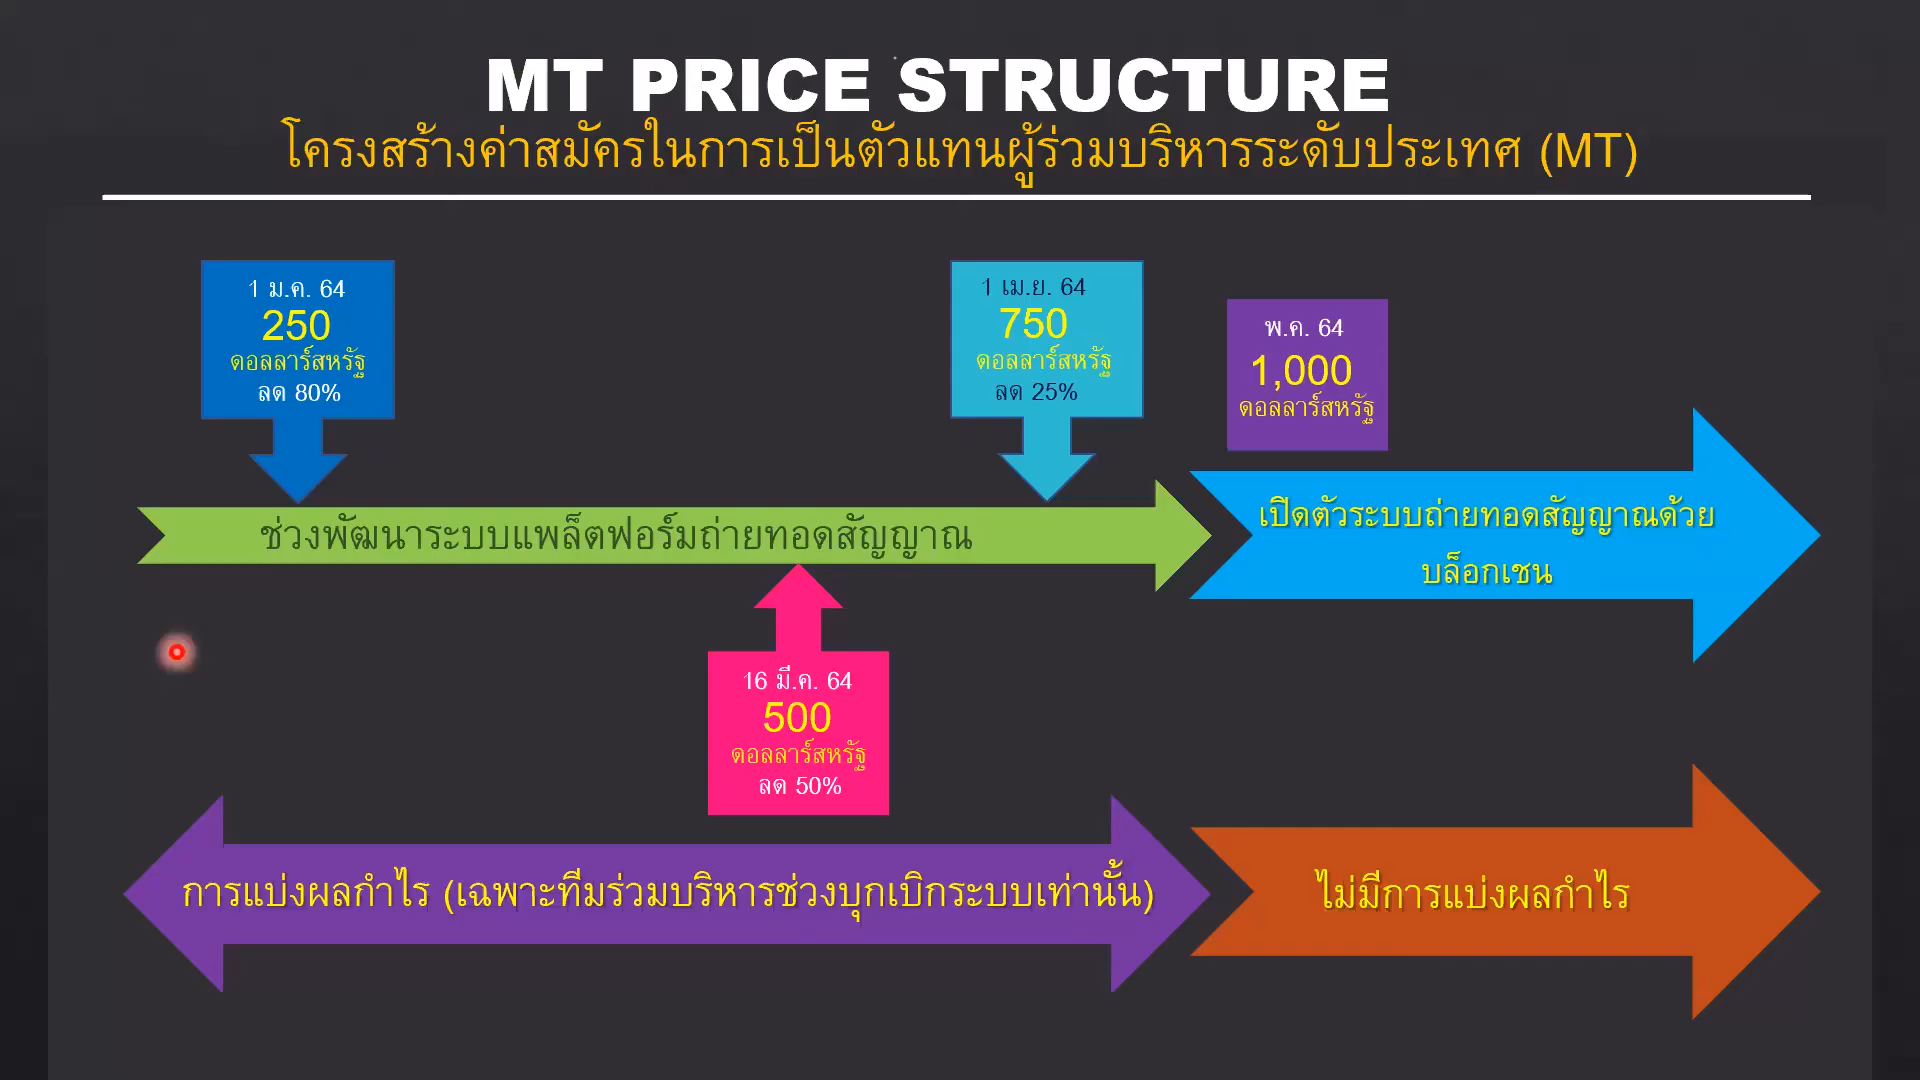 MT PRICE STRUCTURE
โครงสร้างค่าสมัครในการเป็นตัวแทนผู้ร่วมบริหารระดับประเทศ (MT)
1 ม.ค. 64
250
ดอลลาร์สหรัฐ
ลด 80%
1 เม.ย. 64
750
ดอลลาร์สหรัฐ
ลด 25%
พ.ค. 64
1,000
ดอลลาร์สหรัฐ
ช่วงพัฒนาระบบแพล็ตฟอร์มถ่ายทอดสัญญาณ
เปิดตัวระบบถ่ายทอดสัญญาณด้วย
บล็อกเชน
16 มี.ค. 64
500
ดอลลาร์สหรัฐ
ลด 50%
การแบ่งผลกำไร (เฉพาะทีมร่วมบริหารช่วงบุกเบิกระบบเท่านั้น)
ไม่มีการแบ่งผลกำไร